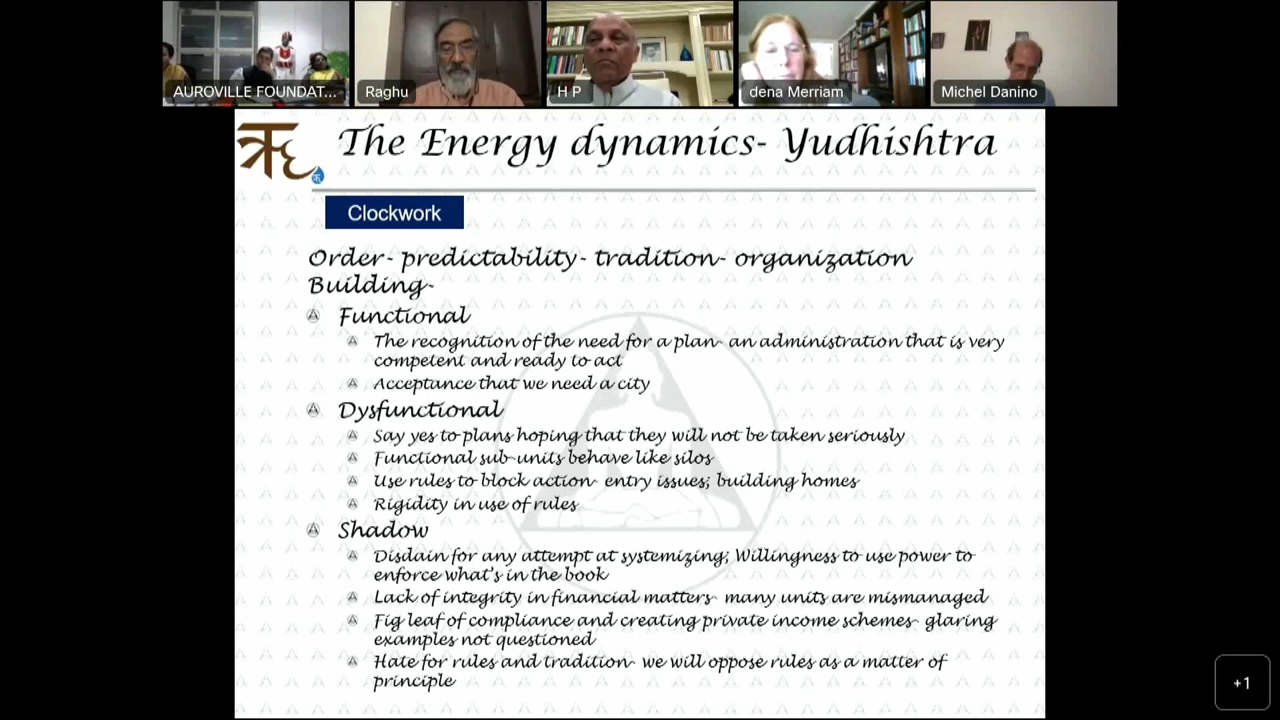 AUROVILLE FOUNDAT...
Raghu
H P
dena Merriam
Michel Danino
The Energy dynamics- Yudhishtra
Clockwork
Order- predictability- tradition- organization
Building-
Functional
The recognition of the need for a plan- an administration that is very
competent and ready to act
Acceptance that we need a city
Dysfunctional
Say yes to plans hoping that they will not be taken seriously
Functional sub-units behave like silos
Use rules to block action- entry issues; building homes
Rigidity in use of rules
Shadow
Disdain for any attempt at systemizing; Willingness to use power to
enforce what's in the book
Lack of integrity in financial matters- many units are mismanaged
Fig leaf of compliance and creating private income schemes- glaring
examples not questioned
Hate for rules and tradition- we will oppose rules as a matter of
principle
+1